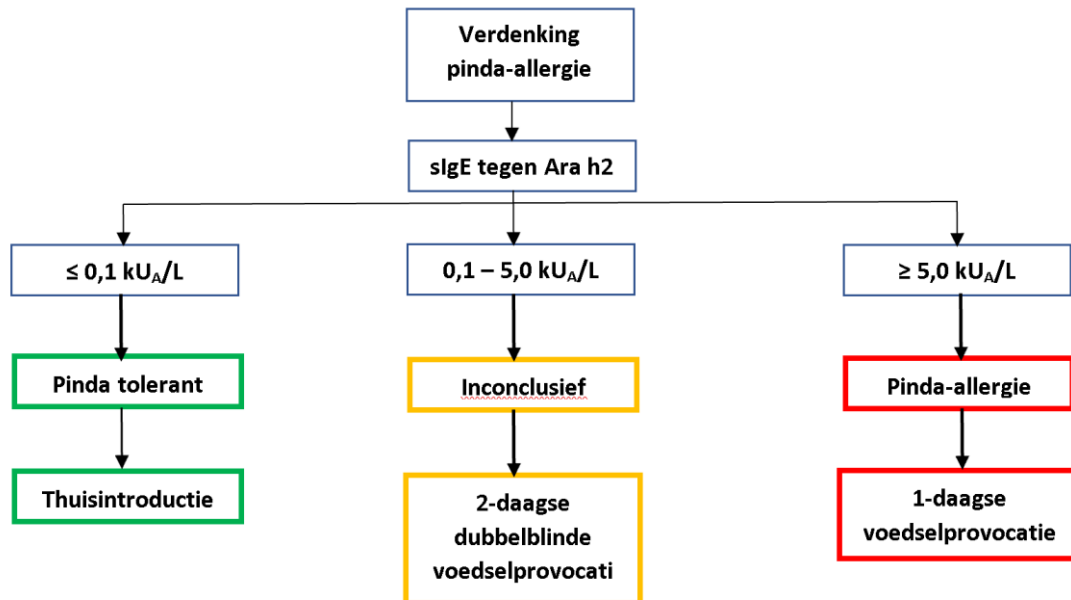 Verdenking
pinda-allergie
sIgE tegen Ara h2
≤ 0,1 kUA/L
0,1 – 5,0 kUA/L
≥ 5,0 kUA/L
Pinda tolerant
Inconclusief
Pinda-allergie
Thuisintroductie
2-daagse
dubbelblinde
voedselprovocati
1-daagse
voedselprovocatie